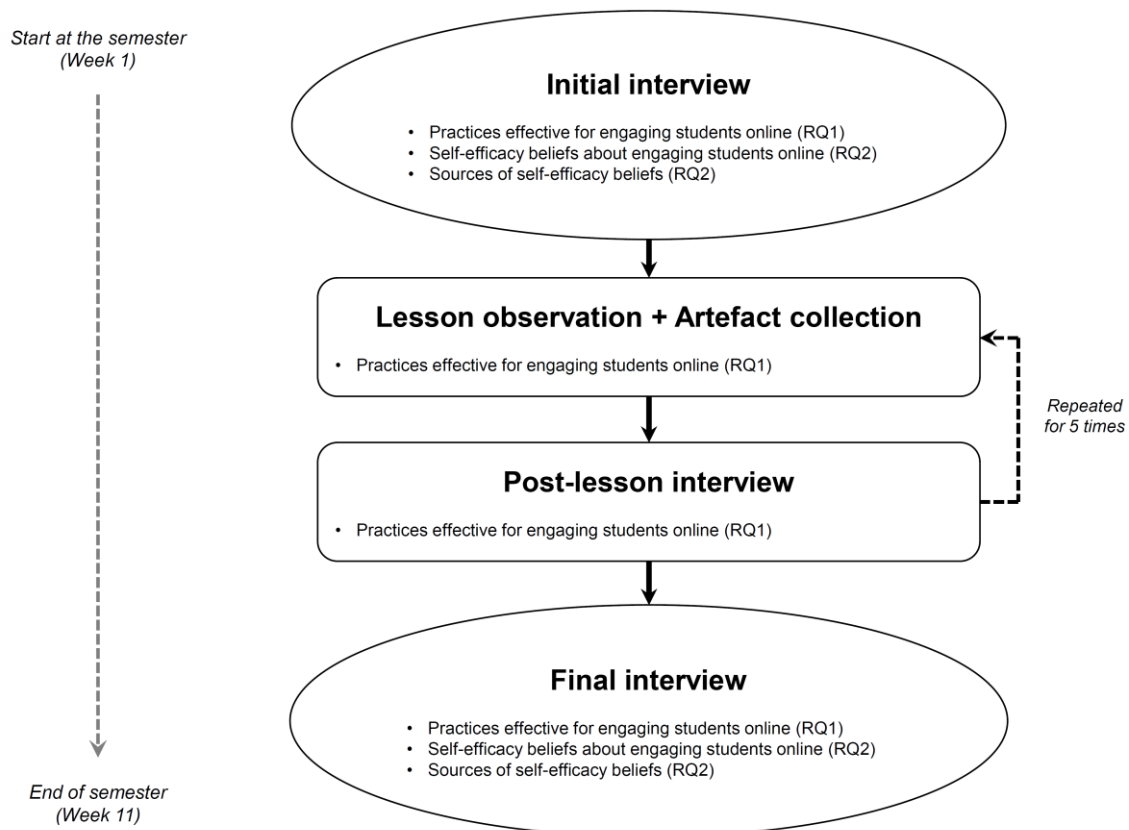 Start at the semester
(Week 1)
Initial interview
• Practices effective for engaging students online (RQ1)
• Self-efficacy beliefs about engaging students online (RQ2)
• Sources of self-efficacy beliefs (RQ2)
Lesson observation + Artefact collection
• Practices effective for engaging students online (RQ1)
Repeated
for 5 times
Post-lesson interview
• Practices effective for engaging students online (RQ1)
Final interview
• Practices effective for engaging students online (RQ1)
• Self-efficacy beliefs about engaging students online (RQ2)
• Sources of self-efficacy beliefs (RQ2)
End of semester
(Week 11)